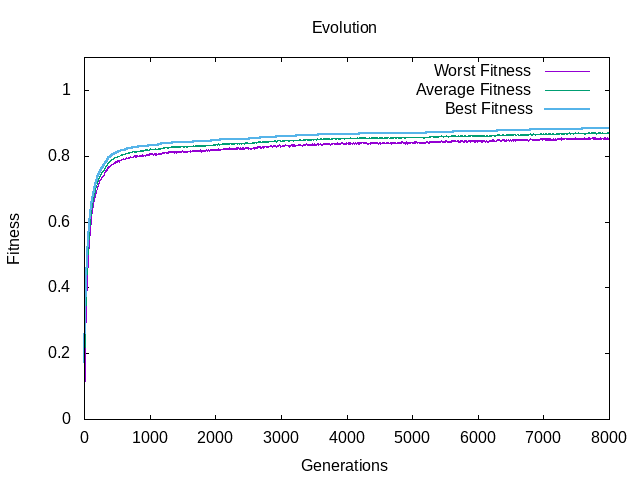 Evolution
Worst Fitness
Average Fitness
Best Fitness
1
0.8
0.6
0.4
0.2
0
Fitness
0 1000 2000 3000 4000 5000 6000 7000 8000
Generations